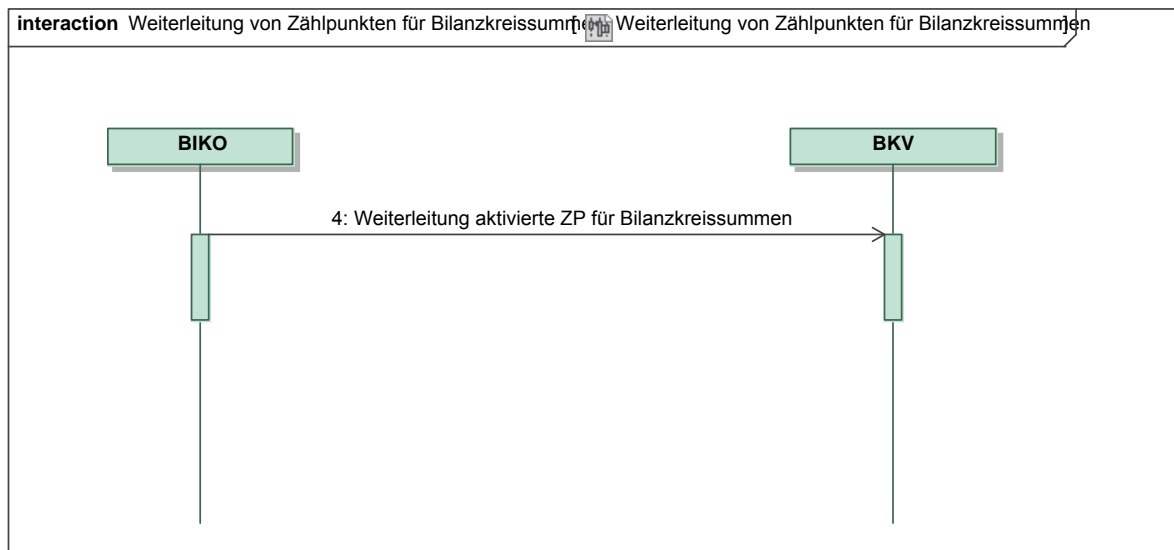 interaction Weiterleitung von Zählpunkten für Bilanzkreissummen [ Weiterleitung von Zählpunkten für Bilanzkreissummen ]
BIKO
BKV
4: Weiterleitung aktivierte ZP für Bilanzkreissummen